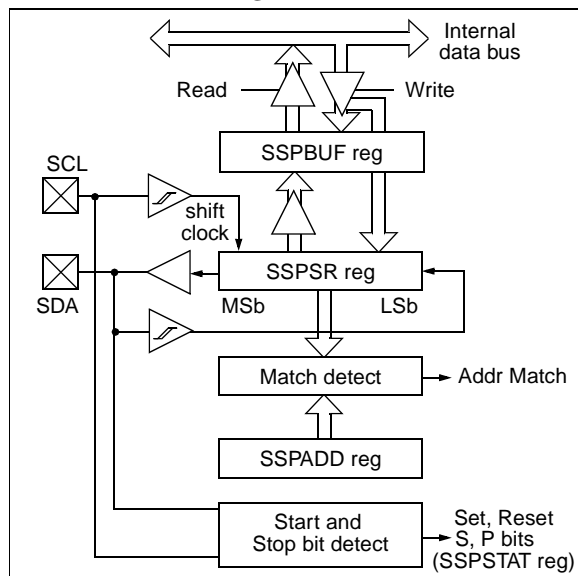 Internal
data bus
Read
Write
SSPBUF reg
SCL
shift
clock
SSPSR reg
SDA
MSb
LSb
Match detect
Addr Match
SSPADD reg
Start and
Stop bit detect
Set, Reset
S, P bits
(SSPSTAT reg)